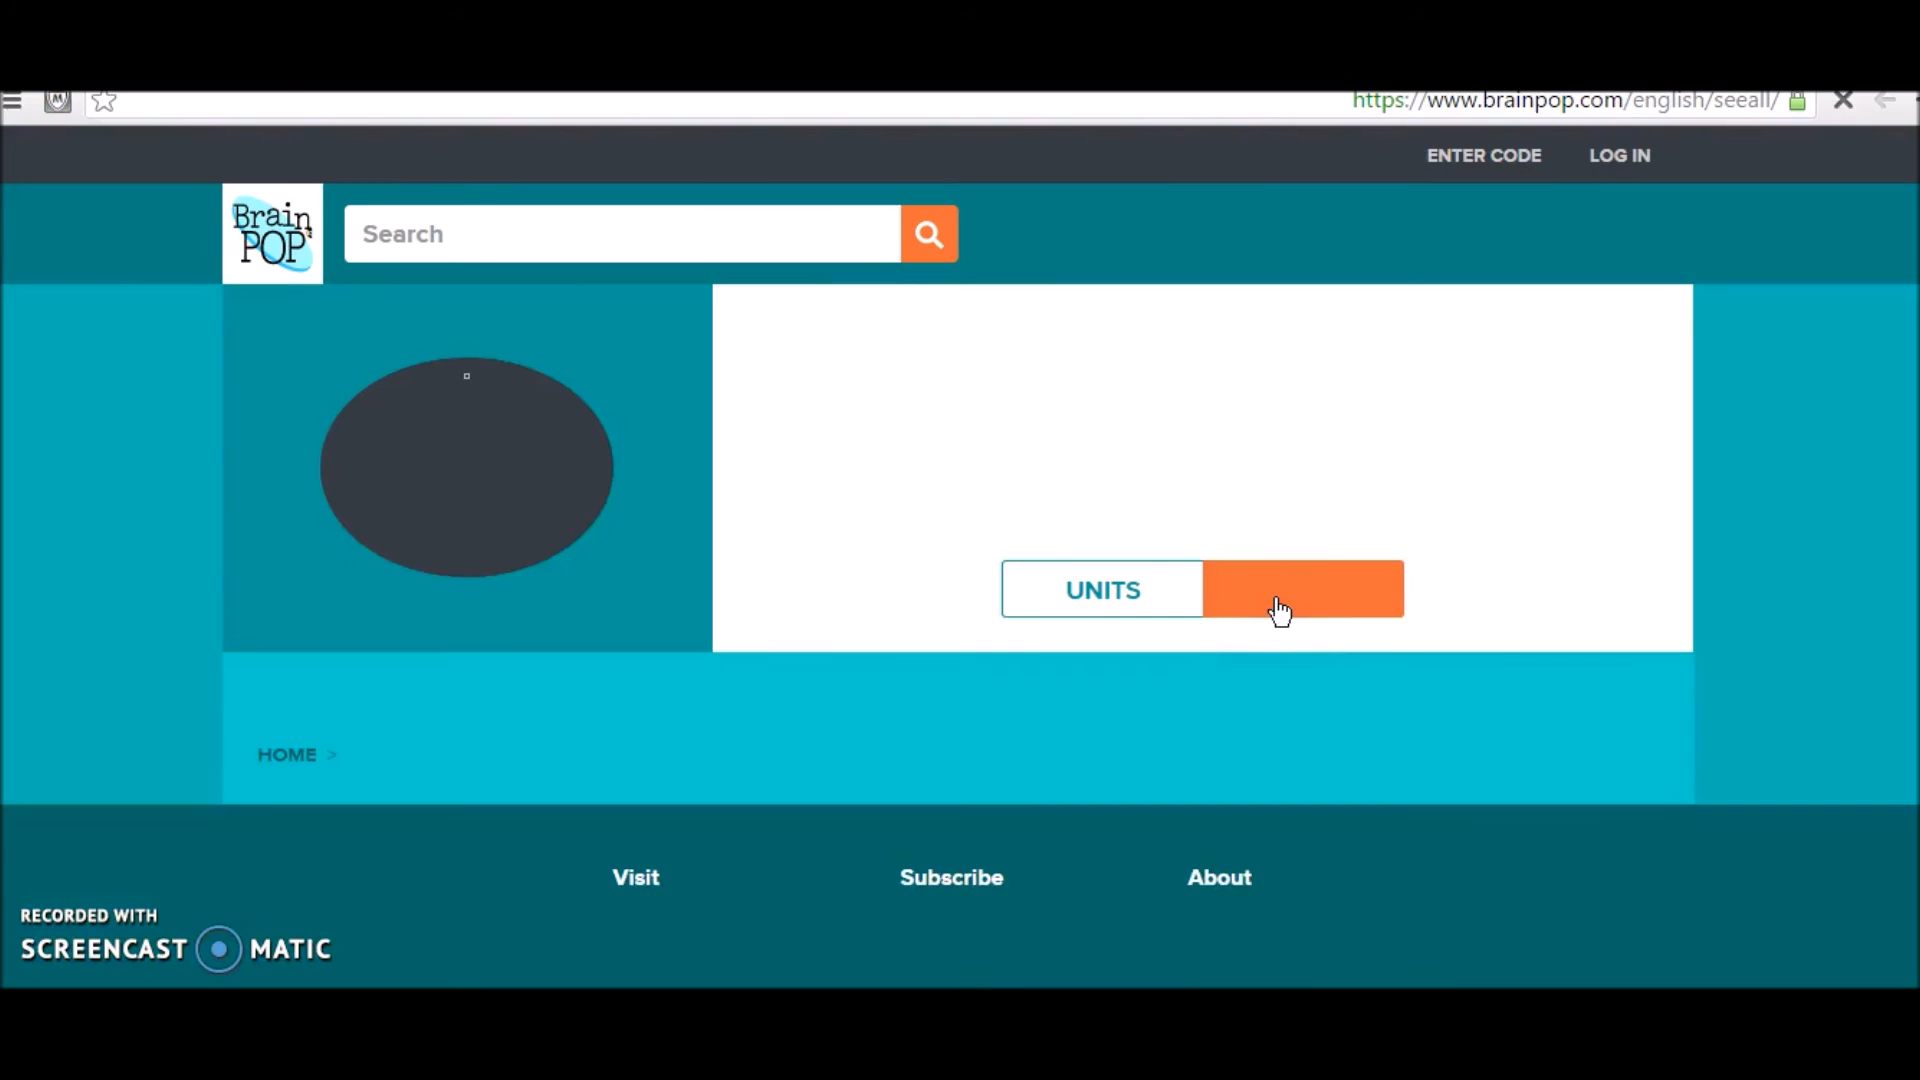 https://www.brainpop.com/english/seeall/
ENTER CODE LOG IN
Brain
POP
Search
UNITS
HOME >
Visit Subscribe About
RECORDED WITH
SCREENCAST MATIC